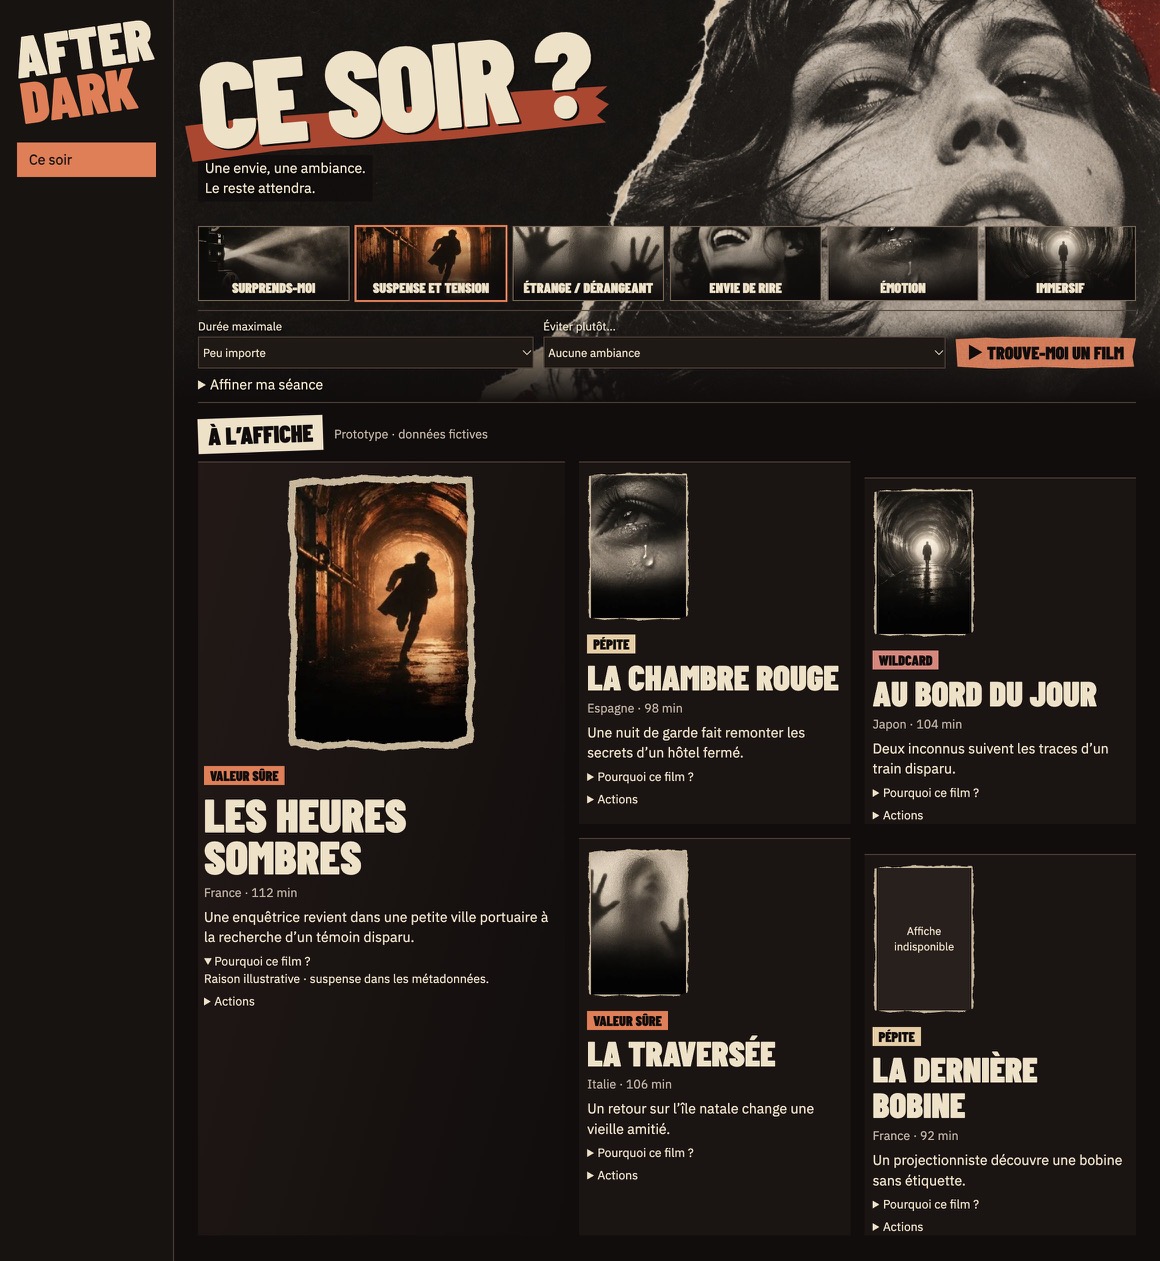 AFTER
DARK
Ce soir
CE SOIR ?
Une envie, une ambiance.
Le reste attendra.
SURPRENDS-MOI
SUSPENSE ET TENSION
ÉTRANGE / DÉRANGEANT
ENVIE DE RIRE
ÉMOTION
IMMERSIF
Durée maximale
Éviter plutôt…
Peu importe
Aucune ambiance
▶ TROUVE-MOI UN FILM
▶ Affiner ma séance
À L’AFFICHE
Prototype · données fictives
VALEUR SÛRE
LES HEURES
SOMBRES
France · 112 min
Une enquêtrice revient dans une petite ville portuaire à
la recherche d’un témoin disparu.
▼ Pourquoi ce film ?
Raison illustrative · suspense dans les métadonnées.
▶ Actions
PÉPITE
LA CHAMBRE ROUGE
Espagne · 98 min
Une nuit de garde fait remonter les
secrets d’un hôtel fermé.
▶ Pourquoi ce film ?
▶ Actions
WILDCARD
AU BORD DU JOUR
Japon · 104 min
Deux inconnus suivent les traces d’un
train disparu.
▶ Pourquoi ce film ?
▶ Actions
VALEUR SÛRE
LA TRAVERSÉE
Italie · 106 min
Un retour sur l’île natale change une
vieille amitié.
▶ Pourquoi ce film ?
▶ Actions
Affiche
indisponible
PÉPITE
LA DERNIÈRE
BOBINE
France · 92 min
Un projectionniste découvre une bobine
sans étiquette.
▶ Pourquoi ce film ?
▶ Actions